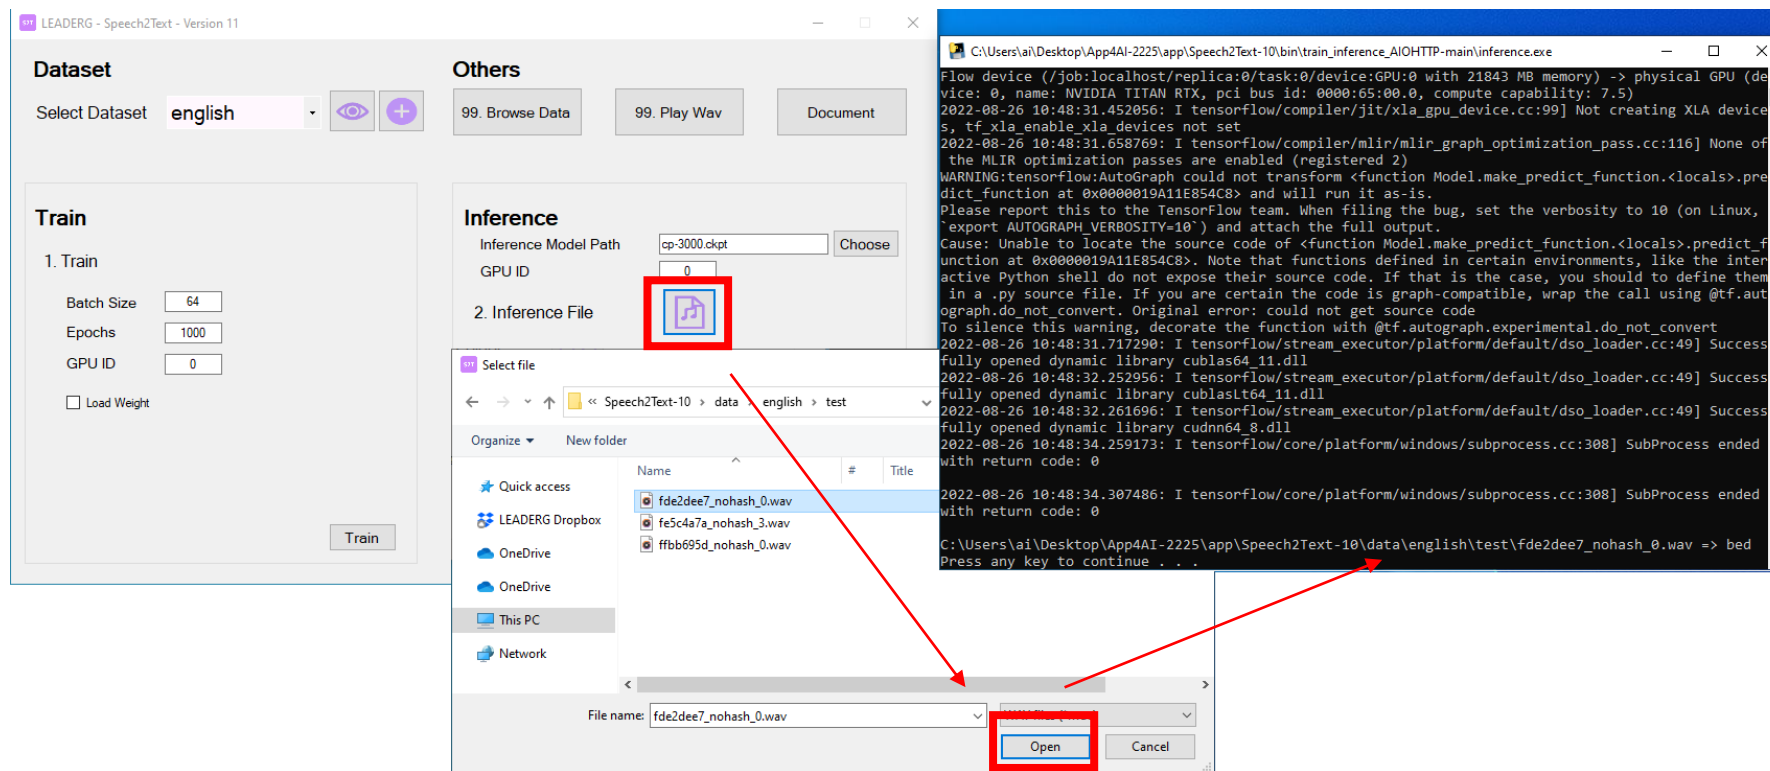 STT LEADERG - Speech2Text - Version 11
Dataset
Select Dataset english
Others
99. Browse Data 99. Play Wav Document
Train
1. Train
Batch Size 64
Epochs 1000
GPU ID 0
Load Weight
Train
Inference
Inference Model Path cp-3000.ckpt Choose
GPU ID 0
2. Inference File
STT Select file
« Speech2Text-10 › data › english › test
Organize New folder
Name # Title
Quick access
LEADERG Dropbox
OneDrive
OneDrive
This PC
Network
fde2dee7_nohash_0.wav
fe5c4a7a_nohash_3.wav
ffbb695d_nohash_0.wav
File name: fde2dee7_nohash_0.wav
Open Cancel
C:\Users\ai\Desktop\App4AI-2225\app\Speech2Text-10\bin\train_inference_AIOHTTP-main\inference.exe
Flow device (/job:localhost/replica:0/task:0/device:GPU:0 with 21843 MB memory) -> physical GPU (de
vice: 0, name: NVIDIA TITAN RTX, pci bus id: 0000:65:00.0, compute capability: 7.5)
2022-08-26 10:48:31.452056: I tensorflow/compiler/jit/xla_gpu_device.cc:99] Not creating XLA device
s, tf_xla_enable_xla_devices not set
2022-08-26 10:48:31.658769: I tensorflow/compiler/mlir/mlir_graph_optimization_pass.cc:116] None of
the MLIR optimization passes are enabled (registered 2)
WARNING:tensorflow:AutoGraph could not transform <function Model.make_predict_function.<locals>.pre
dict_function at 0x0000019A11E854C8> and will run it as-is.
Please report this to the TensorFlow team. When filing the bug, set the verbosity to 10 (on Linux,
`export AUTOGRAPH_VERBOSITY=10`) and attach the full output.
Cause: Unable to locate the source code of <function Model.make_predict_function.<locals>.predict_f
unction at 0x0000019A11E854C8>. Note that functions defined in certain environments, like the inter
active Python shell do not expose their source code. If that is the case, you should to define them
in a .py source file. If you are certain the code is graph-compatible, wrap the call using @tf.aut
ograph.do_not_convert. Original error: could not get source code
To silence this warning, decorate the function with @tf.autograph.experimental.do_not_convert
2022-08-26 10:48:31.717290: I tensorflow/stream_executor/platform/default/dso_loader.cc:49] Success
fully opened dynamic library cublas64_11.dll
2022-08-26 10:48:32.252956: I tensorflow/stream_executor/platform/default/dso_loader.cc:49] Success
fully opened dynamic library cublasLt64_11.dll
2022-08-26 10:48:32.261696: I tensorflow/stream_executor/platform/default/dso_loader.cc:49] Success
fully opened dynamic library cudnn64_8.dll
2022-08-26 10:48:34.259173: I tensorflow/core/platform/windows/subprocess.cc:308] SubProcess ended
with return code: 0
2022-08-26 10:48:34.307486: I tensorflow/core/platform/windows/subprocess.cc:308] SubProcess ended
with return code: 0
C:\Users\ai\Desktop\App4AI-2225\app\Speech2Text-10\data\english\test\fde2dee7_nohash_0.wav => bed
Press any key to continue . . .